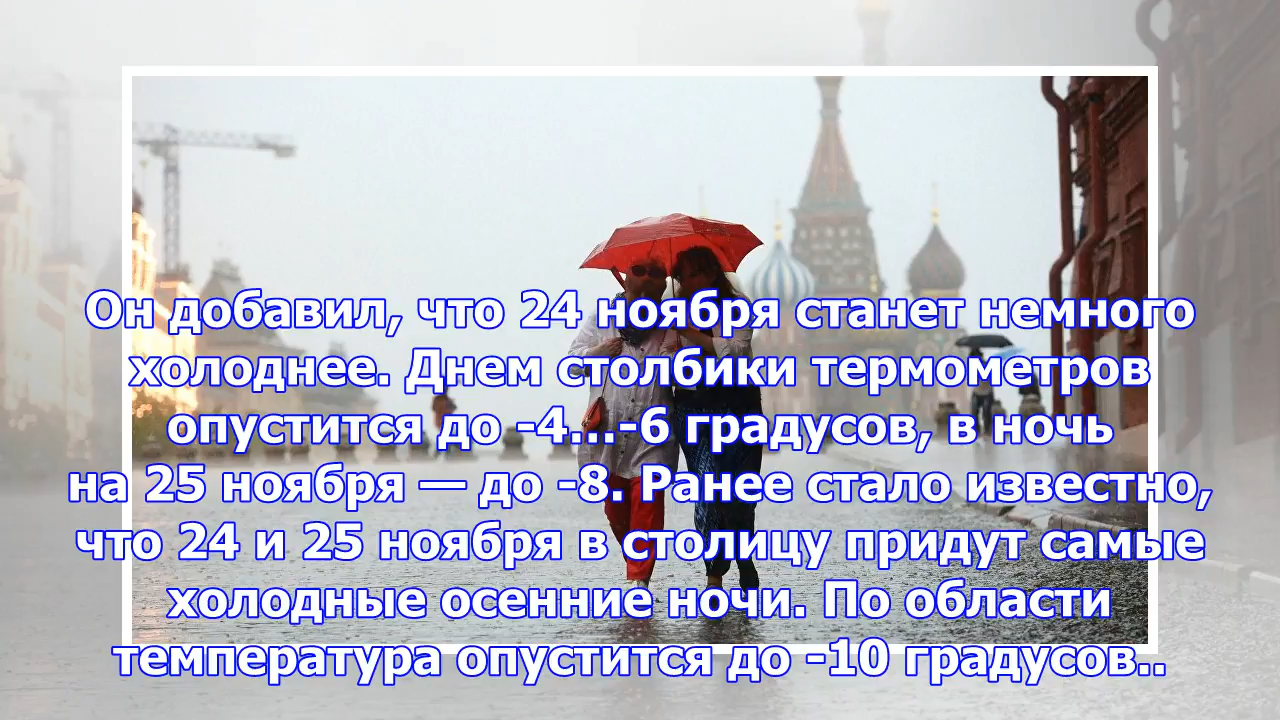 Он добавил, что 24 ноября станет немного
холоднее. Днем столбики термометров
опустится до -4...-6 градусов, в ночь
на 25 ноября — до -8. Ранее стало известно,
что 24 и 25 ноября в столицу придут самые
холодные осенние ночи. По области
температура опустится до -10 градусов..